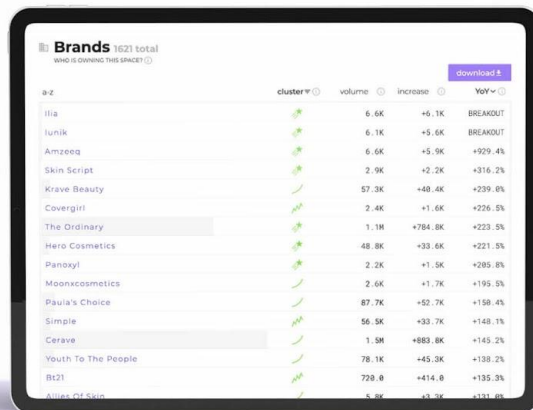 Brands 1621 total
WHO IS OWNING THIS SPACE?
download
a-z cluster volume increase YoY
Ilia 6.6K +6.1K BREAKOUT
Iunik 6.1K +5.6K BREAKOUT
Amzeeq 6.6K +5.9K +929.4%
Skin Script 2.9K +2.2K +316.2%
Krave Beauty 57.3K +40.4K +239.0%
Covergirl 2.4K +1.6K +226.5%
The Ordinary 1.1M +784.8K +223.5%
Hero Cosmetics 48.8K +33.6K +221.5%
Panoxyl 2.2K +1.5K +205.8%
Moonxcosmetics 2.6K +1.7K +195.5%
Paula's Choice 87.7K +52.7K +150.4%
Simple 56.5K +33.7K +148.1%
Cerave 1.5M +883.8K +145.2%
Youth To The People 78.1K +45.3K +138.2%
Bt21 720.0 +414.0 +135.3%
Allies Of Skin 5.8K +3.3K +131.0%